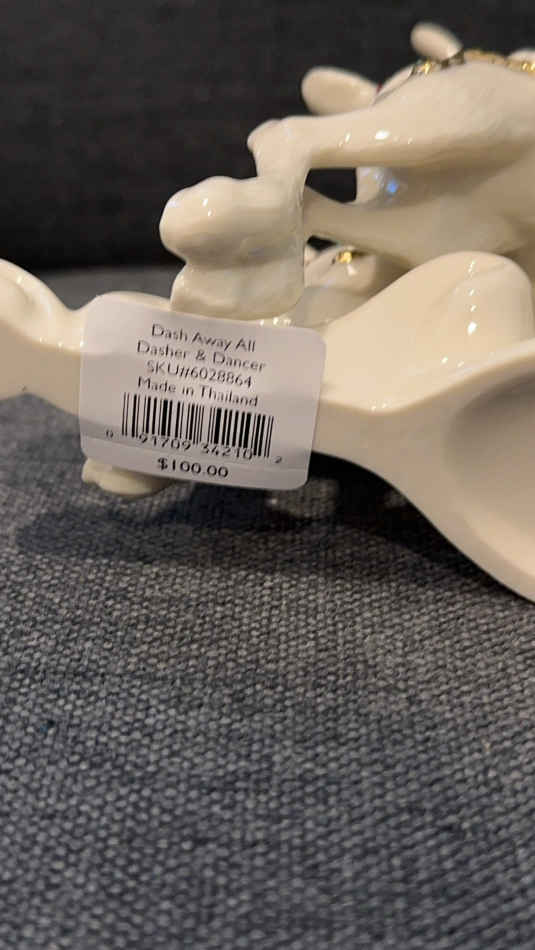 Dash Away All
Dasher & Dancer
SKU#6028864
Made in Thailand
0 91709 34210 2
$100.00